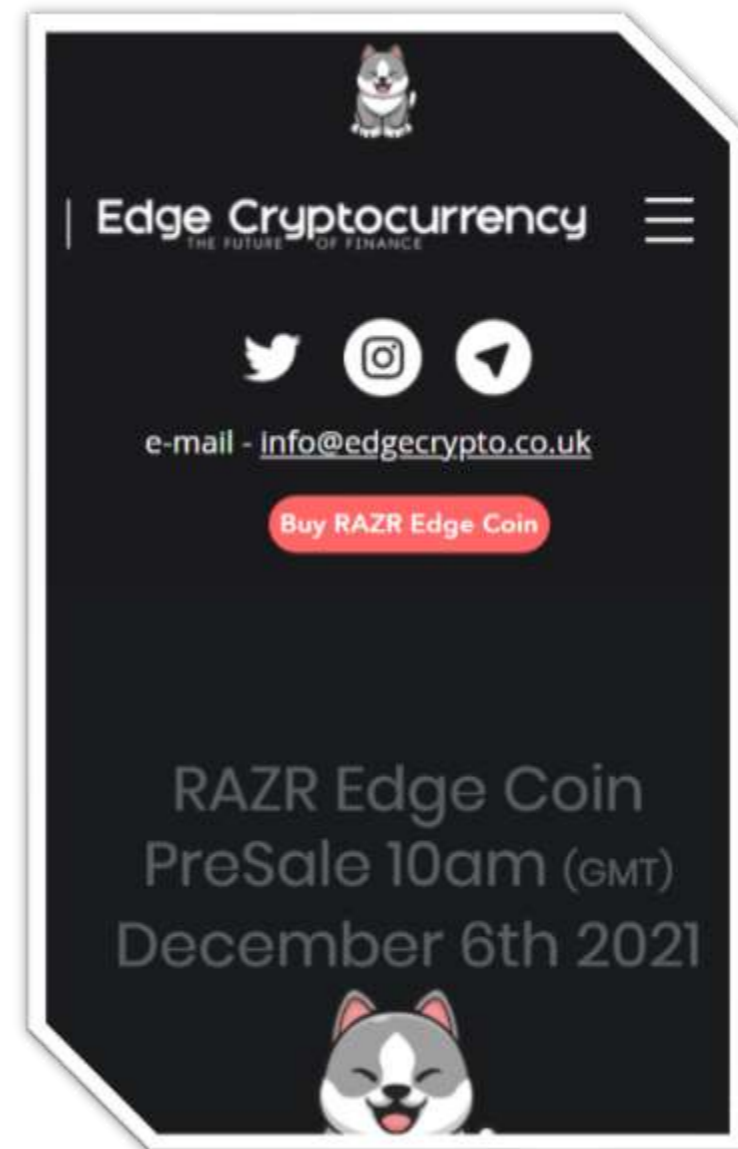 Edge Cryptocurrency
THE FUTURE OF FINANCE
e-mail - info@edgecrypto.co.uk
Buy RAZR Edge Coin
RAZR Edge Coin
PreSale 10am (GMT)
December 6th 2021